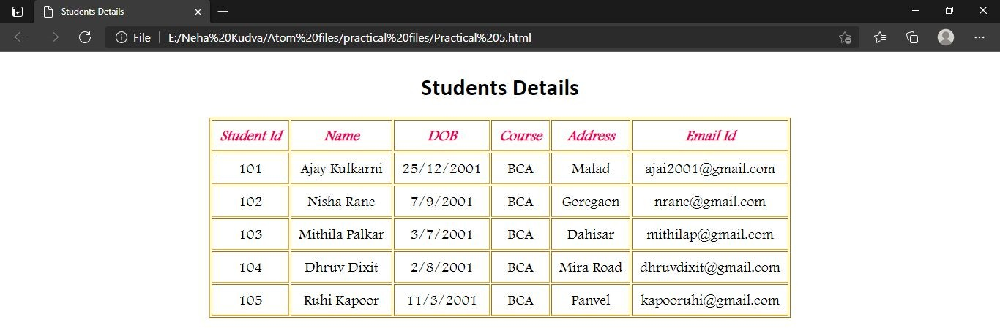 Students Details
File E:/Neha%20Kudva/Atom%20files/practical%20files/Practical%205.html
Students Details
Student Id Name DOB Course Address Email Id
101 Ajay Kulkarni 25/12/2001 BCA Malad ajai2001@gmail.com
102 Nisha Rane 7/9/2001 BCA Goregaon nrane@gmail.com
103 Mithila Palkar 3/7/2001 BCA Dahisar mithilap@gmail.com
104 Dhruv Dixit 2/8/2001 BCA Mira Road dhruvdixit@gmail.com
105 Ruhi Kapoor 11/3/2001 BCA Panvel kapooruhi@gmail.com